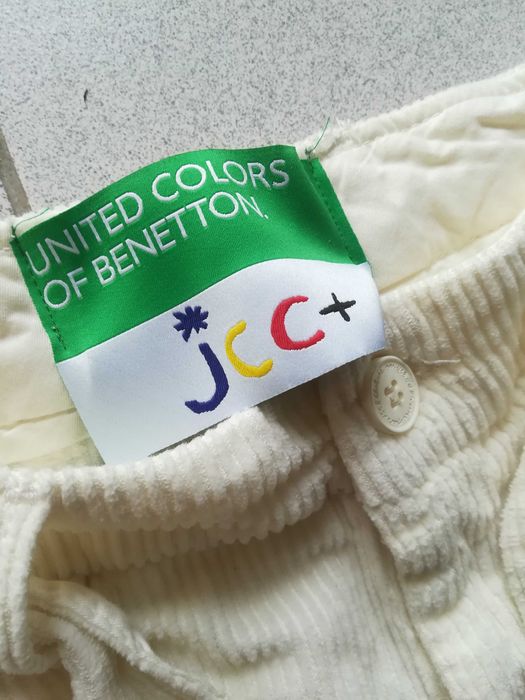 UNITED COLORS
OF BENETTON.
jCC+